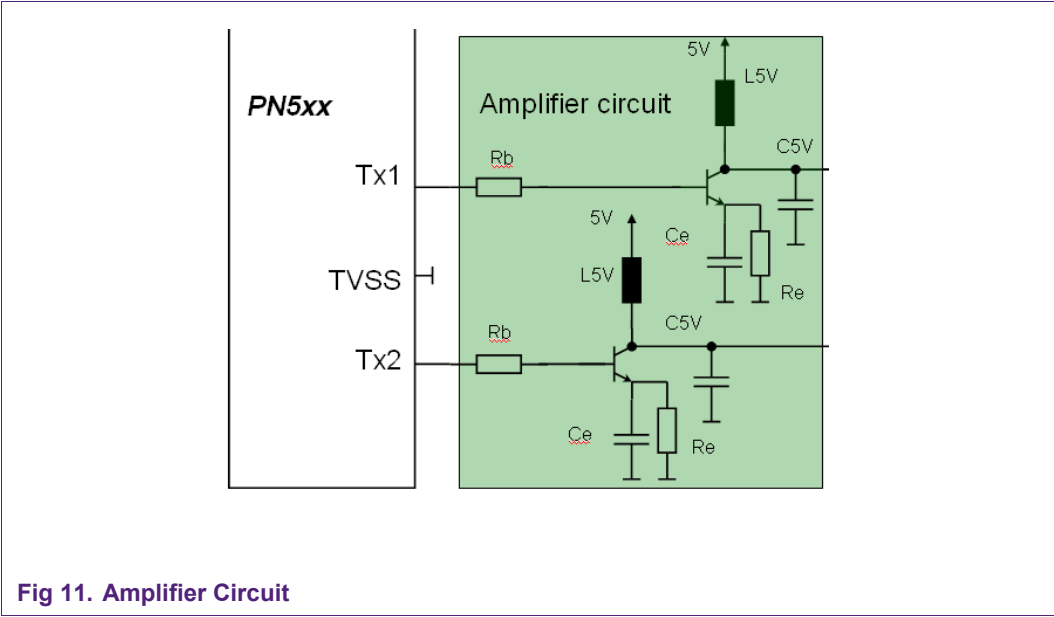 5V
L5V
PN5xx
Amplifier circuit
C5V
Rb
Tx1
5V
Ce
TVSS
L5V
Re
C5V
Rb
Tx2
Ce
Re
Fig 11. Amplifier Circuit